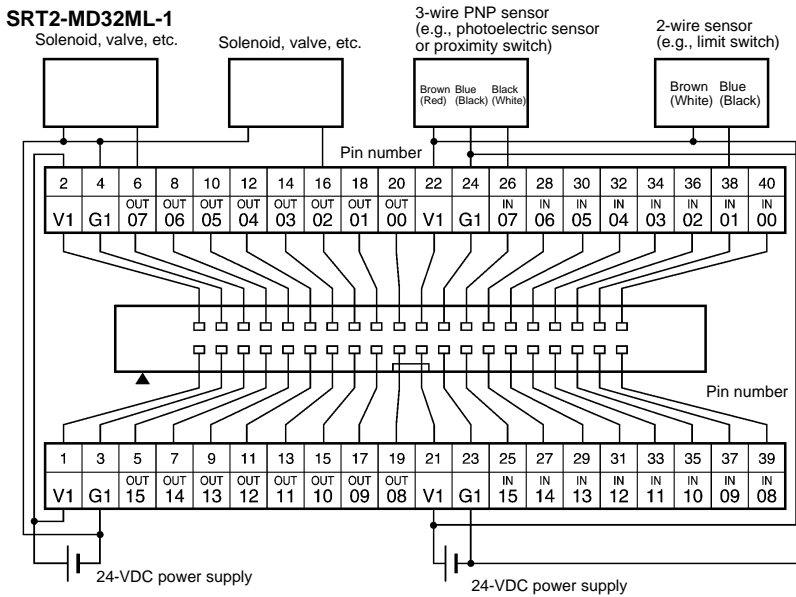 SRT2-MD32ML-1
Solenoid, valve, etc.
Solenoid, valve, etc.
3-wire PNP sensor
(e.g., photoelectric sensor
or proximity switch)
2-wire sensor
(e.g., limit switch)
Brown Blue Black
(Red) (Black) (White)
Brown Blue
(White) (Black)
Pin number
2 4 6 8 10 12 14 16 18 20 22 24 26 28 30 32 34 36 38 40
V1 G1 OUT 07 OUT 06 OUT 05 OUT 04 OUT 03 OUT 02 OUT 01 OUT 00 V1 G1 IN 07 IN 06 IN 05 IN 04 IN 03 IN 02 IN 01 IN 00
Pin number
1 3 5 7 9 11 13 15 17 19 21 23 25 27 29 31 33 35 37 39
V1 G1 OUT 15 OUT 14 OUT 13 OUT 12 OUT 11 OUT 10 OUT 09 OUT 08 V1 G1 IN 15 IN 14 IN 13 IN 12 IN 11 IN 10 IN 09 IN 08
24-VDC power supply
24-VDC power supply